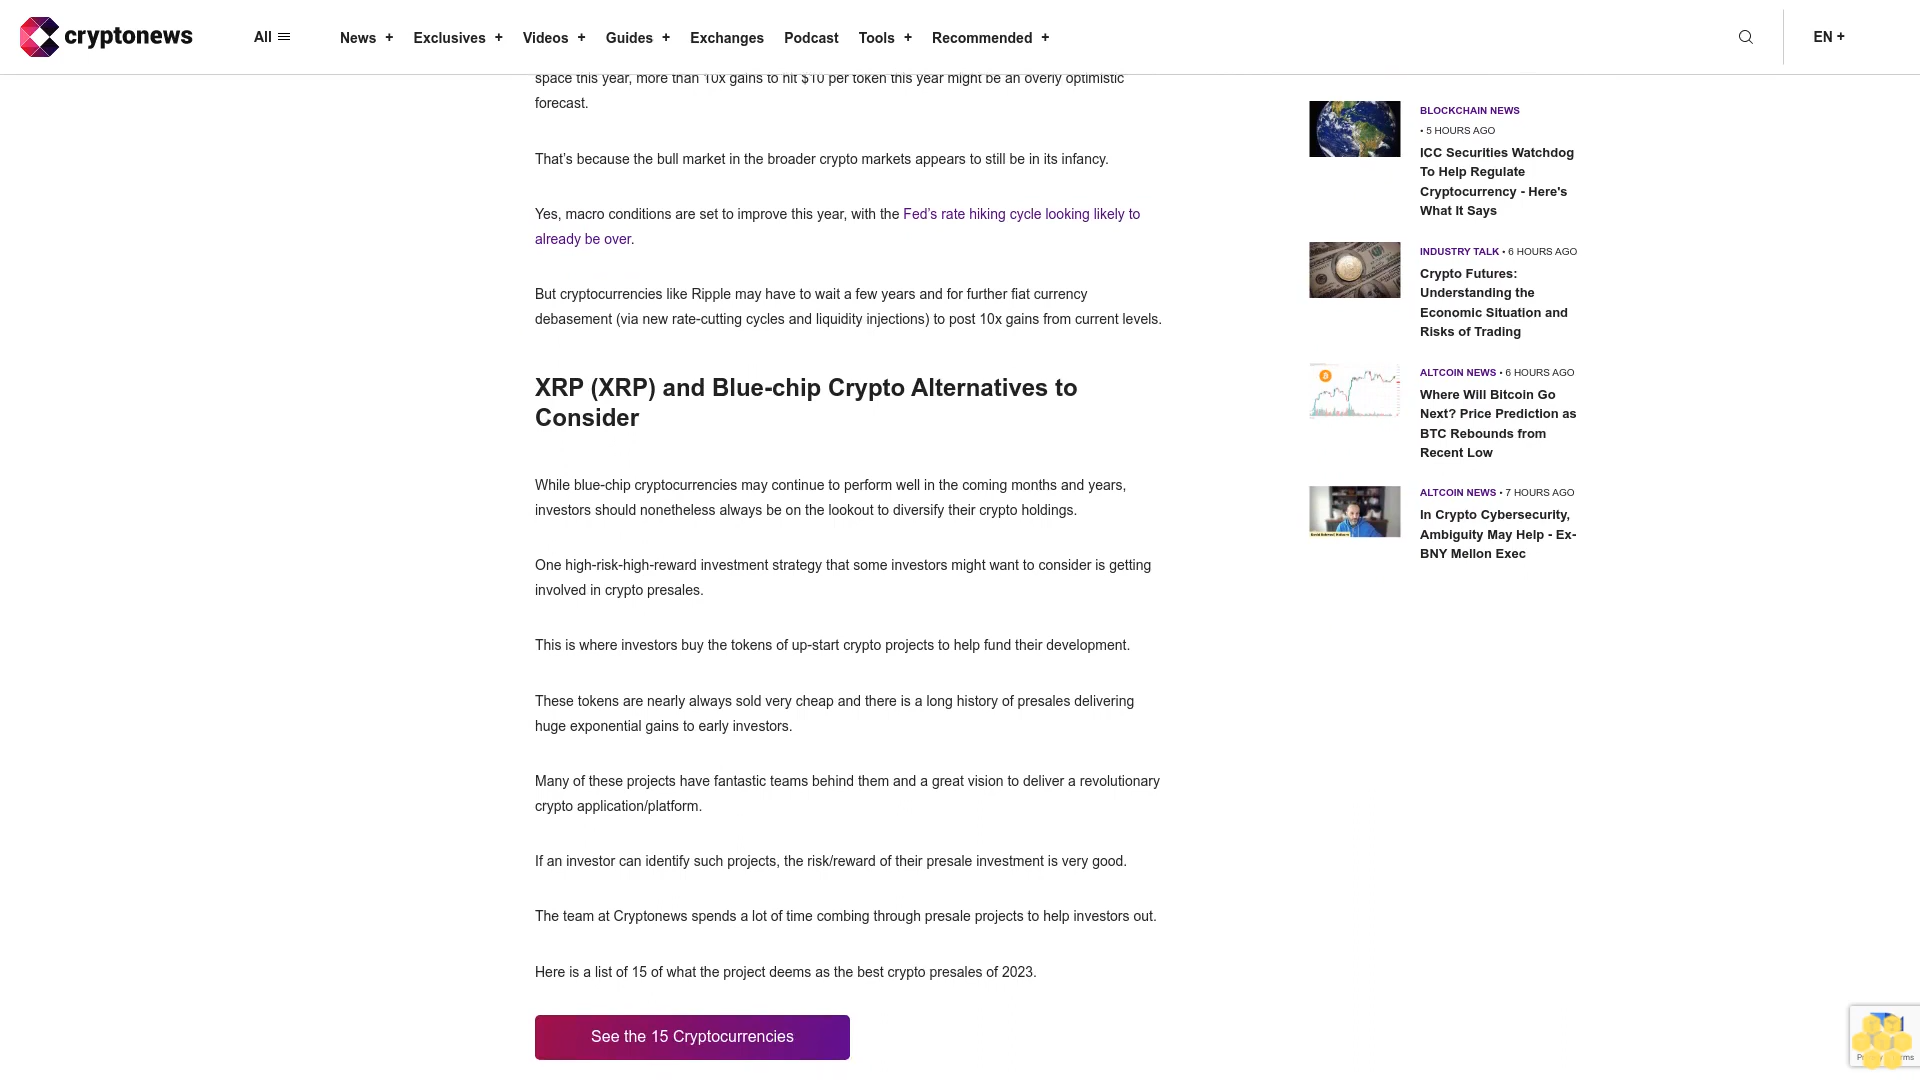 cryptonews
All
News +
Exclusives +
Videos +
Guides +
Exchanges
Podcast
Tools +
Recommended +
EN +
space this year, more than 10x gains to hit $10 per token this year might be an overly optimistic
forecast.
That’s because the bull market in the broader crypto markets appears to still be in its infancy.
Yes, macro conditions are set to improve this year, with the Fed’s rate hiking cycle looking likely to
already be over.
But cryptocurrencies like Ripple may have to wait a few years and for further fiat currency
debasement (via new rate-cutting cycles and liquidity injections) to post 10x gains from current levels.
XRP (XRP) and Blue-chip Crypto Alternatives to
Consider
While blue-chip cryptocurrencies may continue to perform well in the coming months and years,
investors should nonetheless always be on the lookout to diversify their crypto holdings.
One high-risk-high-reward investment strategy that some investors might want to consider is getting
involved in crypto presales.
This is where investors buy the tokens of up-start crypto projects to help fund their development.
These tokens are nearly always sold very cheap and there is a long history of presales delivering
huge exponential gains to early investors.
Many of these projects have fantastic teams behind them and a great vision to deliver a revolutionary
crypto application/platform.
If an investor can identify such projects, the risk/reward of their presale investment is very good.
The team at Cryptonews spends a lot of time combing through presale projects to help investors out.
Here is a list of 15 of what the project deems as the best crypto presales of 2023.
See the 15 Cryptocurrencies
BLOCKCHAIN NEWS
• 5 HOURS AGO
ICC Securities Watchdog
To Help Regulate
Cryptocurrency - Here's
What It Says
INDUSTRY TALK • 6 HOURS AGO
Crypto Futures:
Understanding the
Economic Situation and
Risks of Trading
ALTCOIN NEWS • 6 HOURS AGO
Where Will Bitcoin Go
Next? Price Prediction as
BTC Rebounds from
Recent Low
ALTCOIN NEWS • 7 HOURS AGO
In Crypto Cybersecurity,
Ambiguity May Help - Ex-
BNY Mellon Exec